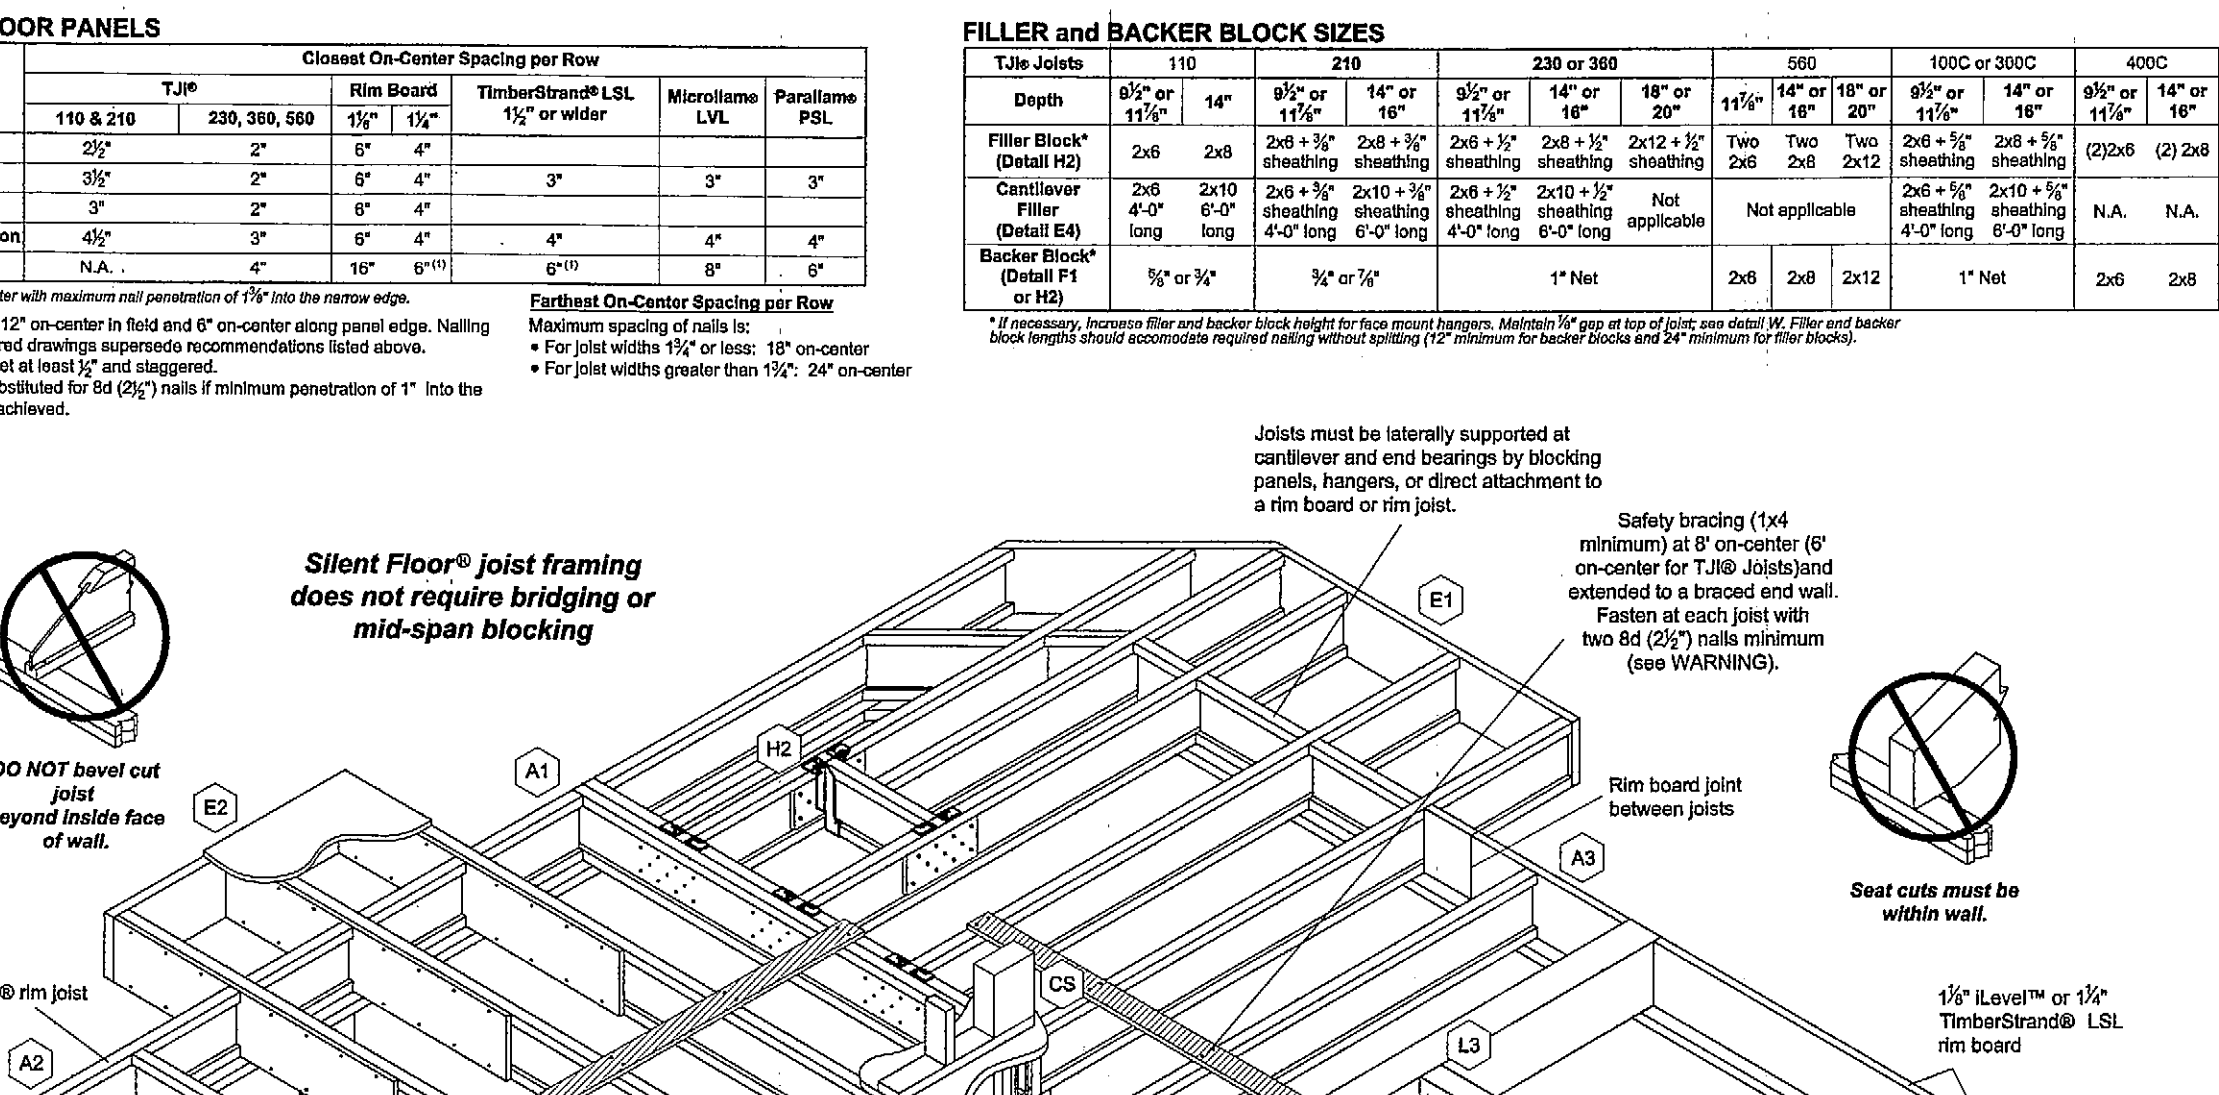 OOR PANELS
Closest On-Center Spacing per Row
TJI® Rim Board TimberStrand® LSL 1½" or wider Microllam® LVL Parallam® PSL
110 & 210 230, 360, 560 1⅛" 1¼"
2½" 2" 6" 4"
3½" 2" 6" 4" 3" 3" 3"
3" 2" 6" 4"
on 4½" 3" 6" 4" 4" 4" 4"
N.A. 4" 16" 6"(1) 6"(1) 8" 6"
ter with maximum nail penetration of 1⅜" into the narrow edge.
12" on-center in field and 6" on-center along panel edge. Nailing
red drawings supersede recommendations listed above.
et at least ½" and staggered.
bstituted for 8d (2½") nails if minimum penetration of 1" into the
achieved.
Farthest On-Center Spacing per Row
Maximum spacing of nails is:
• For joist widths 1¾" or less: 18" on-center
• For joist widths greater than 1¾": 24" on-center
FILLER and BACKER BLOCK SIZES
TJI® Joists 110 210 230 or 360 560 100C or 300C 400C
Depth 9½" or 11⅞" 14" 9½" or 11⅞" 14" or 16" 9½" or 11⅞" 14" or 16" 18" or 20" 11⅞" 14" or 16" 18" or 20" 9½" or 11⅞" 14" or 16" 9½" or 11⅞" 14" or 16"
Filler Block* (Detail H2) 2x6 2x8 2x6 + ⅜" sheathing 2x8 + ⅜" sheathing 2x6 + ½" sheathing 2x8 + ½" sheathing 2x12 + ½" sheathing Two 2x6 Two 2x8 Two 2x12 2x6 + ⅝" sheathing 2x8 + ⅝" sheathing (2)2x6 (2) 2x8
Cantilever Filler (Detail E4) 2x6 4'-0" long 2x10 6'-0" long 2x6 + ⅜" sheathing 4'-0" long 2x10 + ⅜" sheathing 6'-0" long 2x6 + ½" sheathing 4'-0" long 2x10 + ½" sheathing 6'-0" long Not applicable Not applicable 2x6 + ⅝" sheathing 4'-0" long 2x10 + ⅝" sheathing 6'-0" long N.A. N.A.
Backer Block* (Detail F1 or H2) ⅝" or ¾" ¾" or ⅞" 1" Net 2x6 2x8 2x12 1" Net 2x6 2x8
* If necessary, increase filler and backer block height for face mount hangers. Maintain ⅛" gap at top of joist; see detail W. Filler and backer
block lengths should accomodate required nailing without splitting (12" minimum for backer blocks and 24" minimum for filler blocks).
Joists must be laterally supported at
cantilever and end bearings by blocking
panels, hangers, or direct attachment to
a rim board or rim joist.
Safety bracing (1x4
minimum) at 8' on-center (6'
on-center for TJI® Joists)and
extended to a braced end wall.
Fasten at each joist with
two 8d (2½") nails minimum
(see WARNING).
Silent Floor® joist framing
does not require bridging or
mid-span blocking
E1
H2
A1
E2
DO NOT bevel cut
joist
eyond inside face
of wall.
Rim board joint
between joists
A3
Seat cuts must be
within wall.
® rim joist
CS
1⅛" iLevel™ or 1¼"
TimberStrand® LSL
rim board
L3
A2